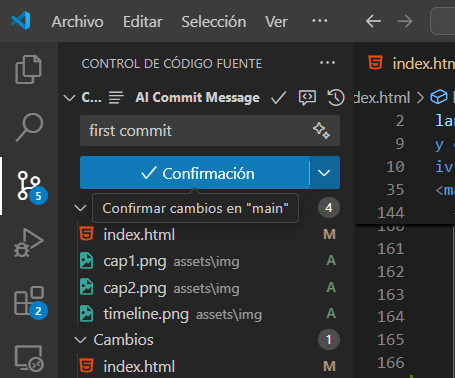 Archivo Editar Selección Ver ···
CONTROL DE CÓDIGO FUENTE ···
C... AI Commit Message
first commit
Confirmación
Confirmar cambios en "main"
4
index.html M
cap1.png assets\img A
cap2.png assets\img A
timeline.png assets\img A
Cambios 1
index.html M
5
2
index.htm
dex.html
2 lan
9 y
10 iv
35 <ma
144
160
161
162
163
164
165
166